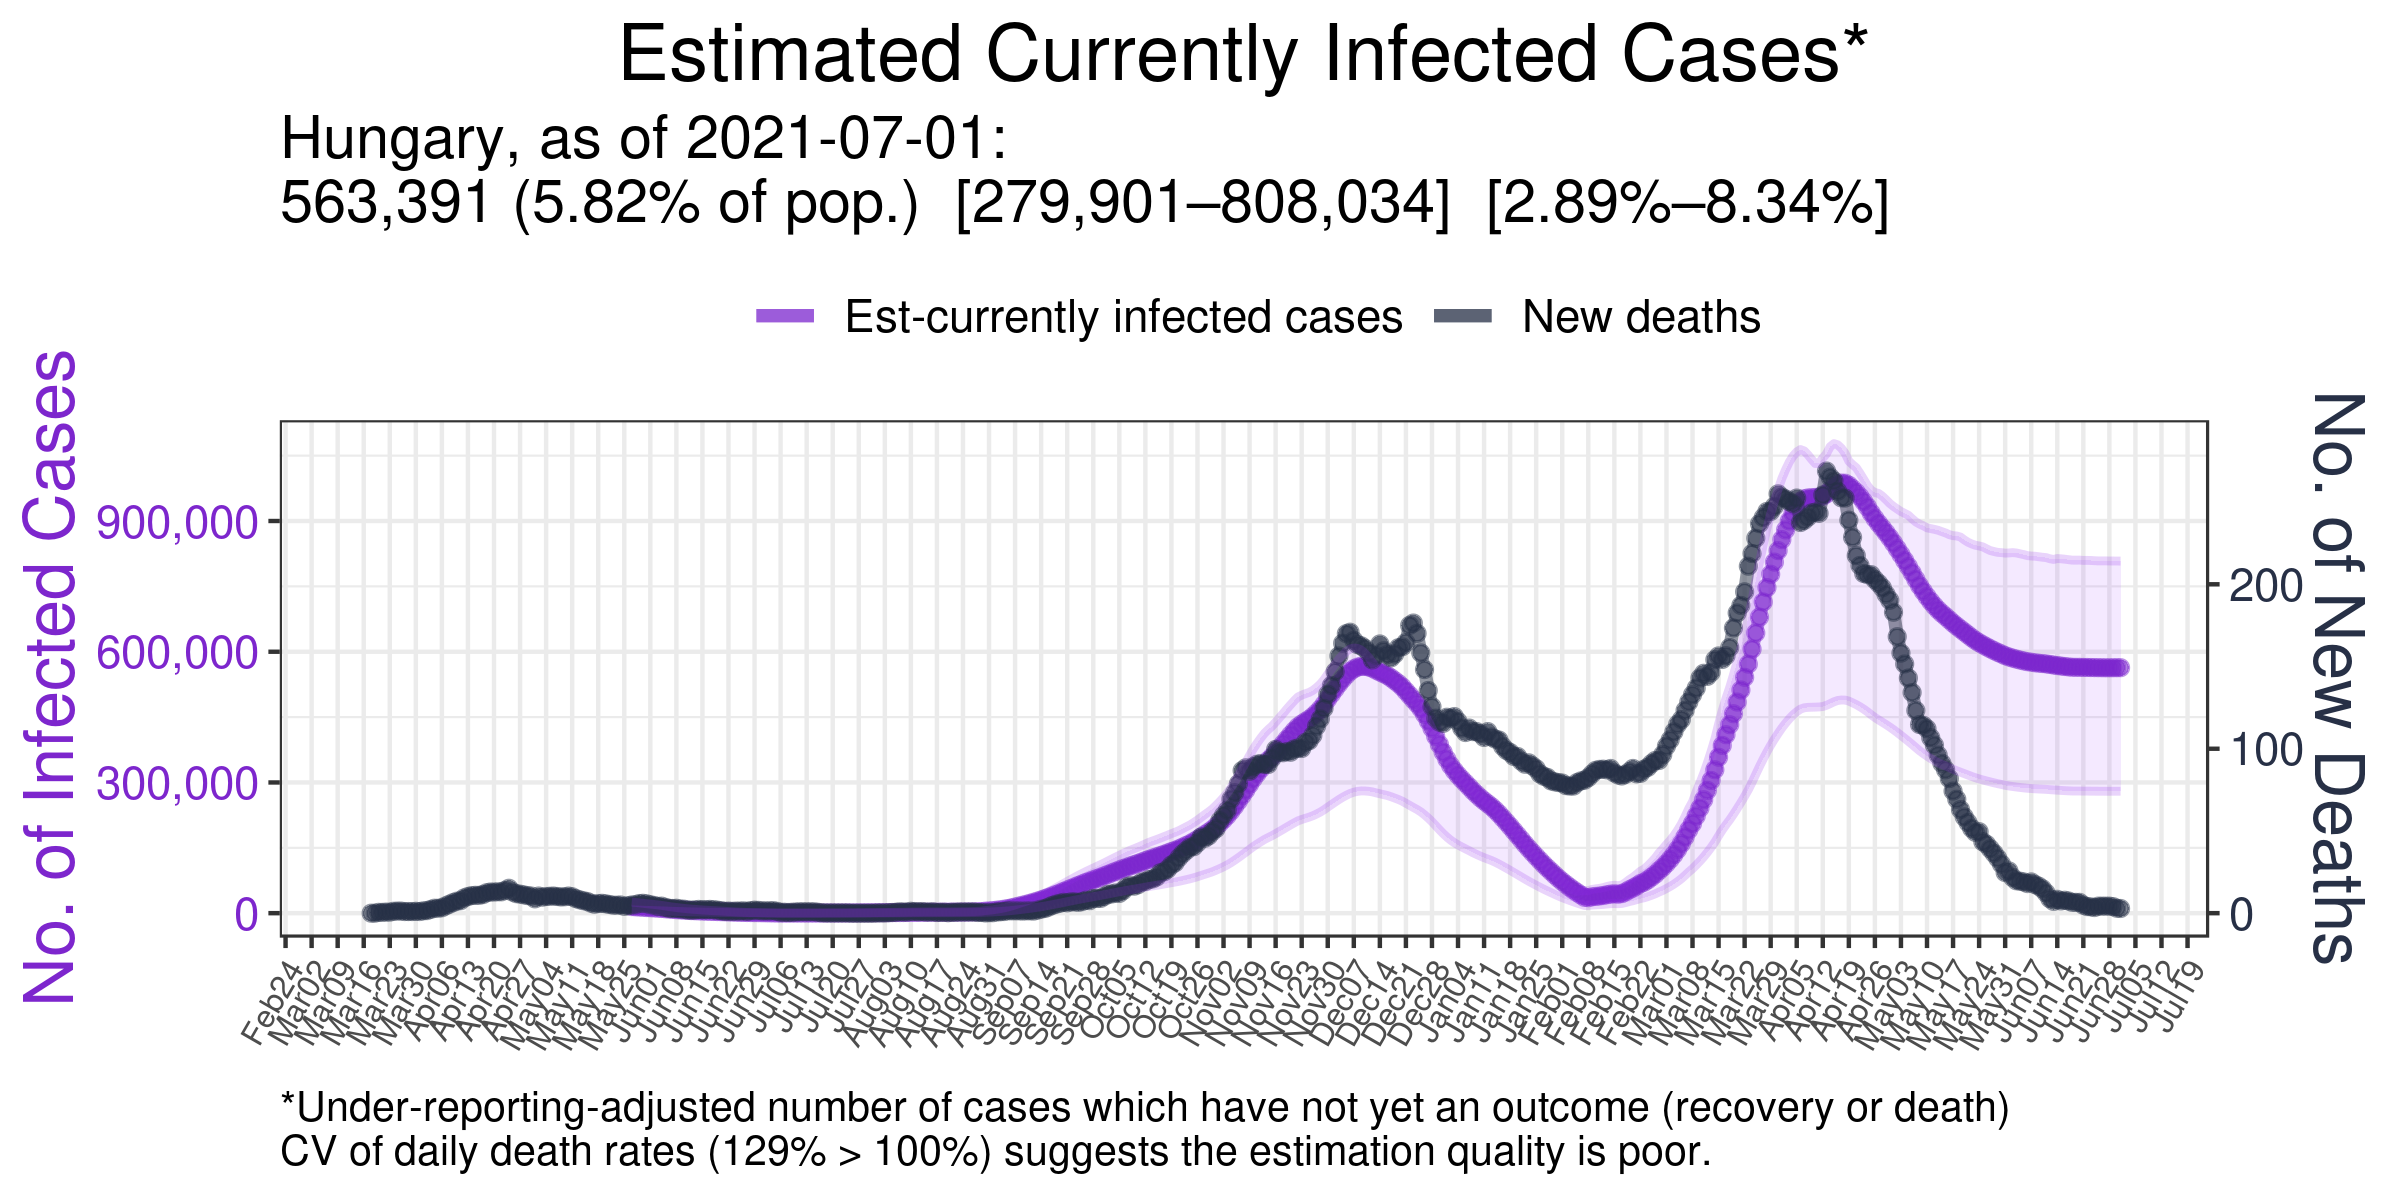 Estimated Currently Infected Cases*
Hungary, as of 2021-07-01:
563,391 (5.82% of pop.) [279,901–808,034] [2.89%–8.34%]
Est-currently infected cases
New deaths
No. of Infected Cases
900,000
600,000
300,000
0
No. of New Deaths
200
100
0
Feb24
Mar02
Mar09
Mar16
Mar23
Mar30
Apr06
Apr13
Apr20
Apr27
May04
May11
May18
May25
Jun01
Jun08
Jun15
Jun22
Jun29
Jul06
Jul13
Jul20
Jul27
Aug03
Aug10
Aug17
Aug24
Aug31
Sep07
Sep14
Sep21
Sep28
Oct05
Oct12
Oct19
Oct26
Nov02
Nov09
Nov16
Nov23
Nov30
Dec07
Dec14
Dec21
Dec28
Jan04
Jan11
Jan18
Jan25
Feb01
Feb08
Feb15
Feb22
Mar01
Mar08
Mar15
Mar22
Mar29
Apr05
Apr12
Apr19
Apr26
May03
May10
May17
May24
May31
Jun07
Jun14
Jun21
Jun28
Jul05
Jul12
Jul19
*Under-reporting-adjusted number of cases which have not yet an outcome (recovery or death)
CV of daily death rates (129% > 100%) suggests the estimation quality is poor.